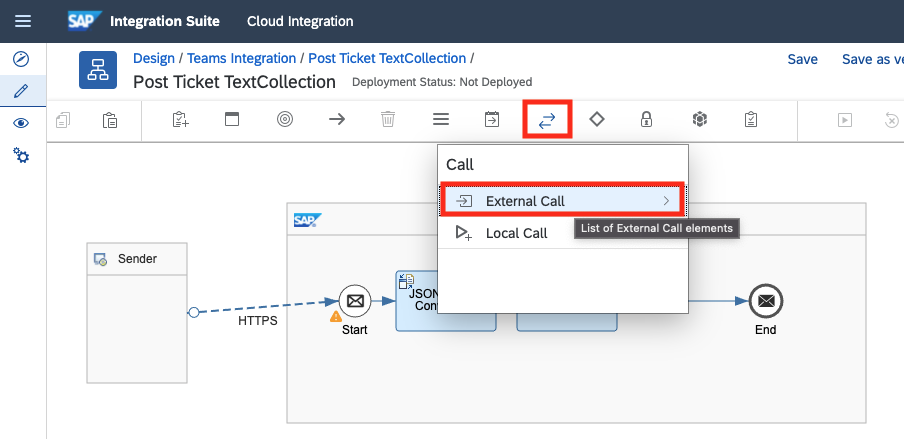 SAP Integration Suite Cloud Integration
Design / Teams Integration / Post Ticket TextCollection /
Save Save as ve
Post Ticket TextCollection Deployment Status: Not Deployed
Call
External Call
List of External Call elements
Local Call
SAP
Sender
JSON
Con
HTTPS
Start
End